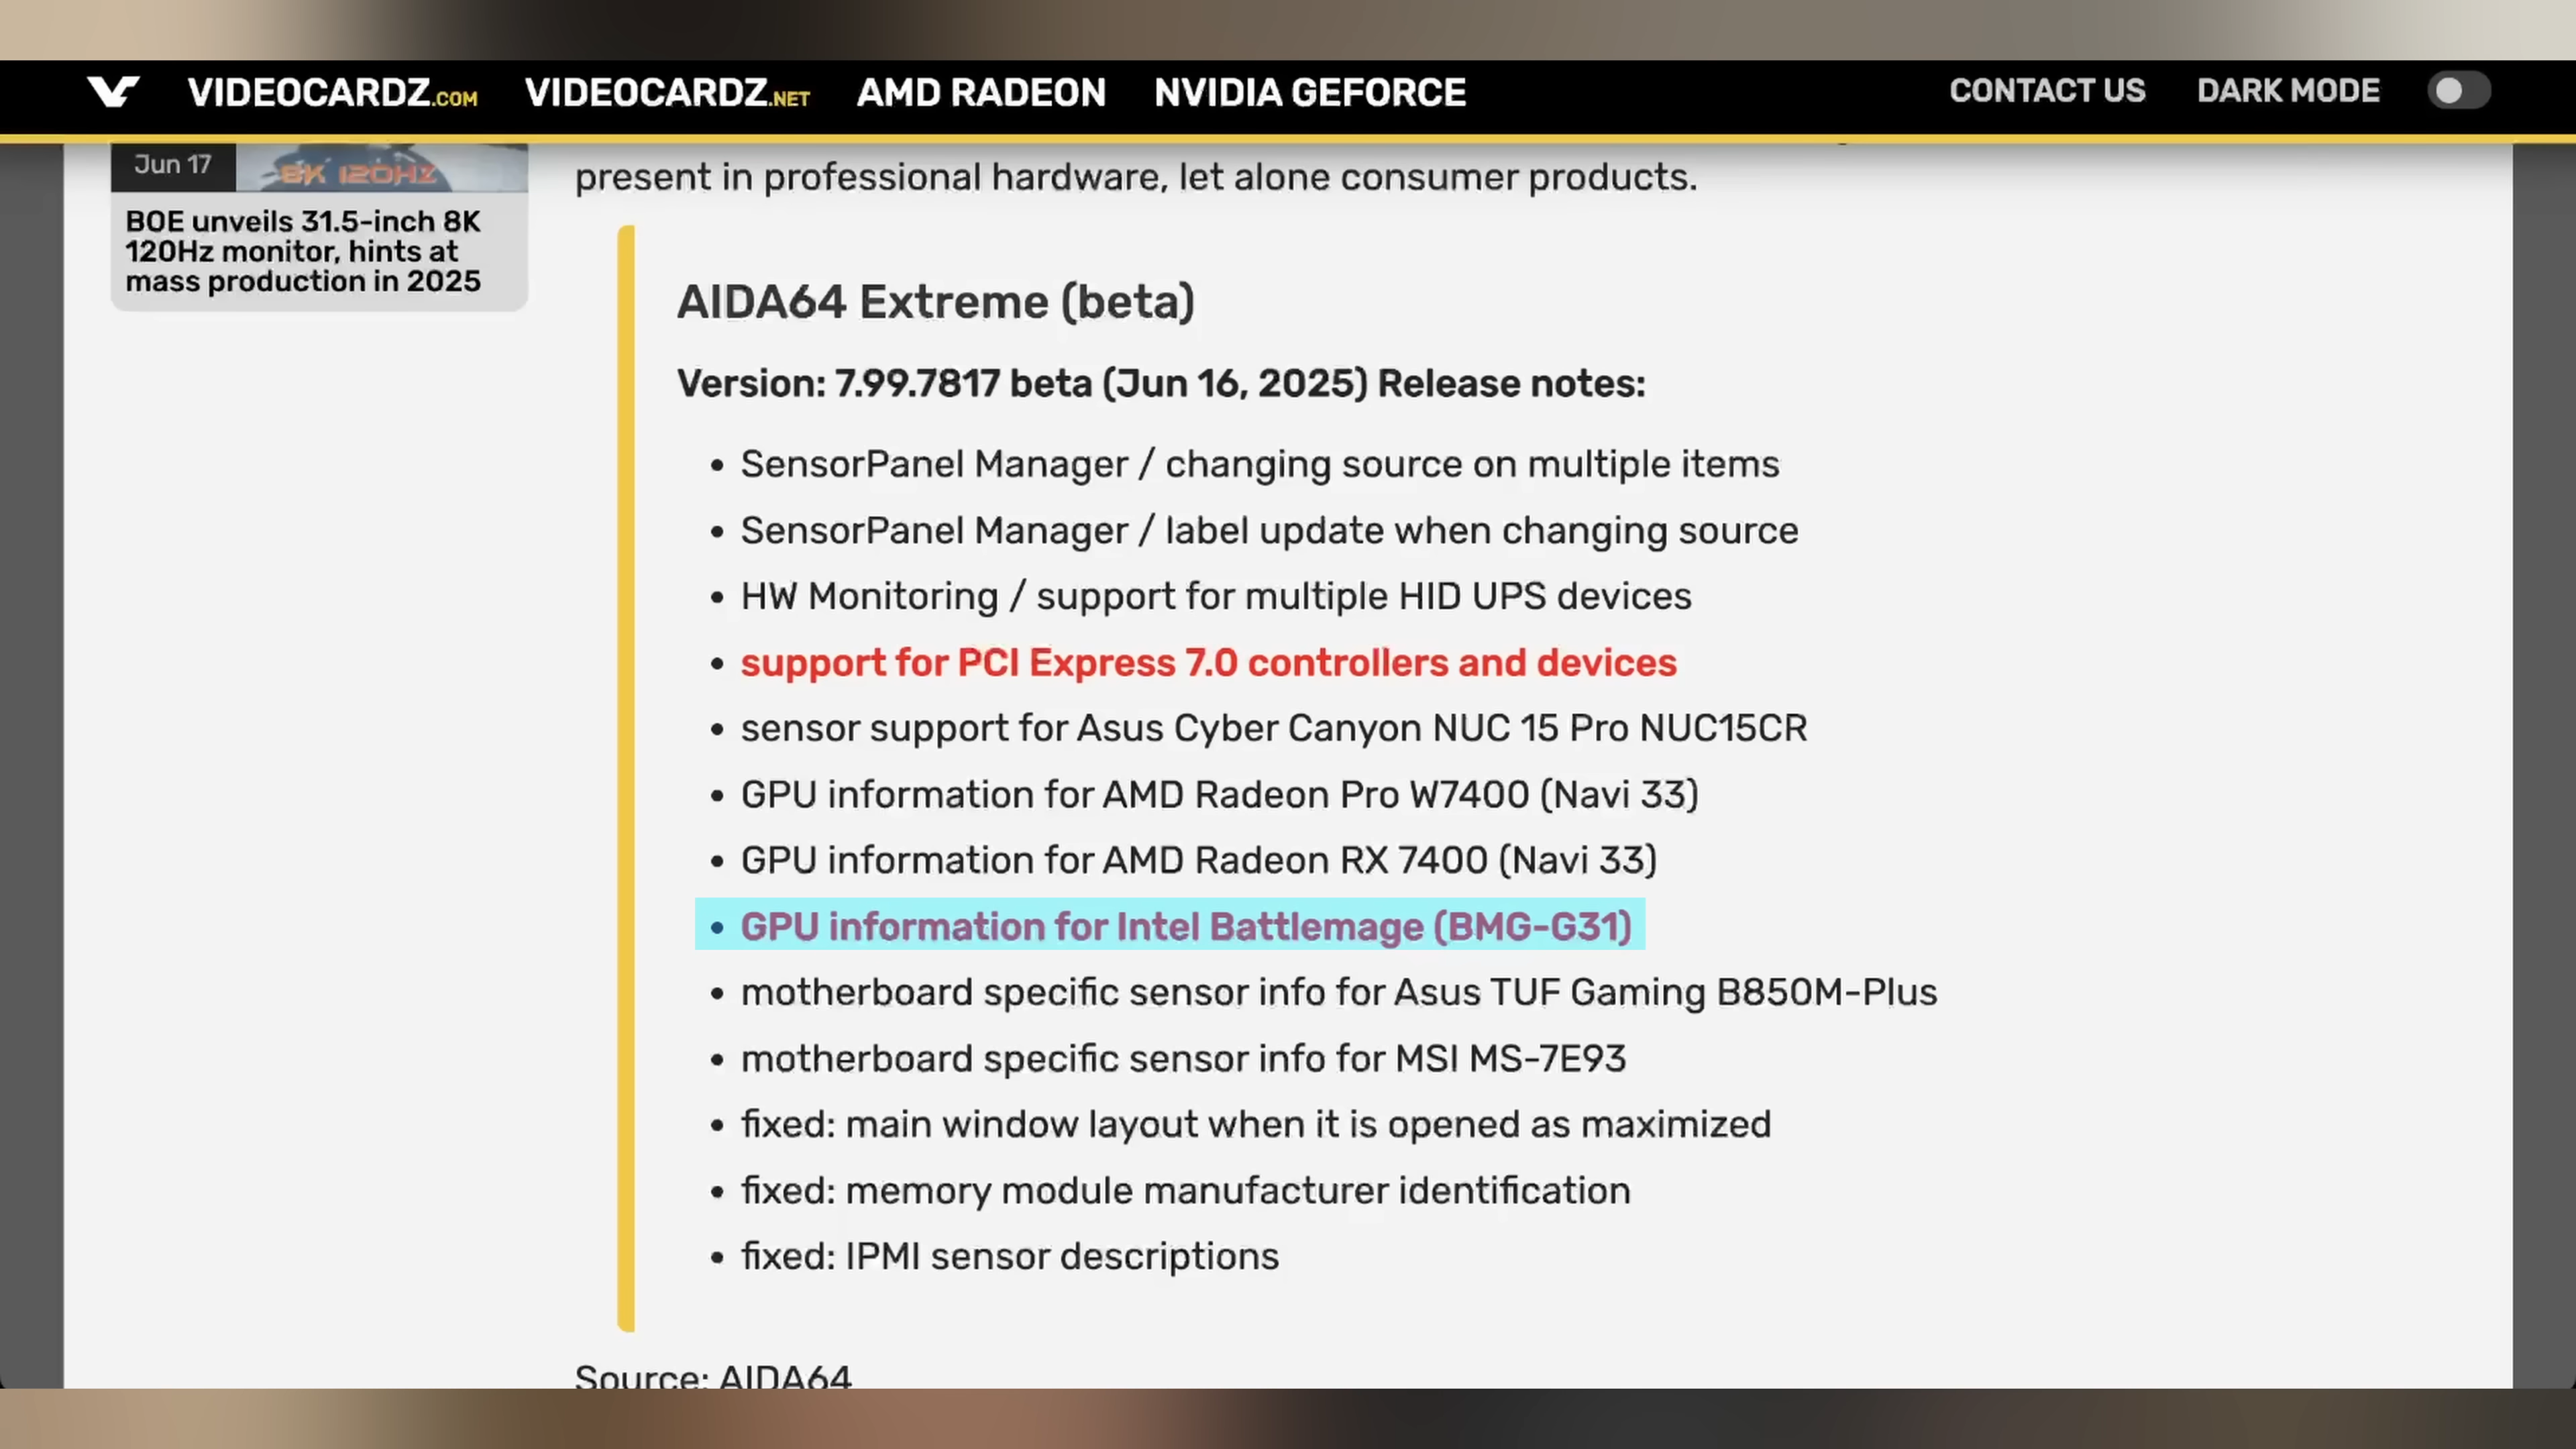 VIDEOCARDZ.COM VIDEOCARDZ.NET AMD RADEON NVIDIA GEFORCE CONTACT US DARK MODE
Jun 17
8K 120HZ
BOE unveils 31.5-inch 8K
120Hz monitor, hints at
mass production in 2025
present in professional hardware, let alone consumer products.
AIDA64 Extreme (beta)
Version: 7.99.7817 beta (Jun 16, 2025) Release notes:
• SensorPanel Manager / changing source on multiple items
• SensorPanel Manager / label update when changing source
• HW Monitoring / support for multiple HID UPS devices
• support for PCI Express 7.0 controllers and devices
• sensor support for Asus Cyber Canyon NUC 15 Pro NUC15CR
• GPU information for AMD Radeon Pro W7400 (Navi 33)
• GPU information for AMD Radeon RX 7400 (Navi 33)
• GPU information for Intel Battlemage (BMG-G31)
• motherboard specific sensor info for Asus TUF Gaming B850M-Plus
• motherboard specific sensor info for MSI MS-7E93
• fixed: main window layout when it is opened as maximized
• fixed: memory module manufacturer identification
• fixed: IPMI sensor descriptions
Source: AIDA64